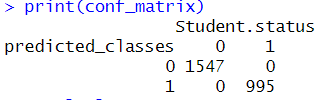 > print(conf_matrix)
Student.status
predicted_classes 0 1
0 1547 0
1 0 995